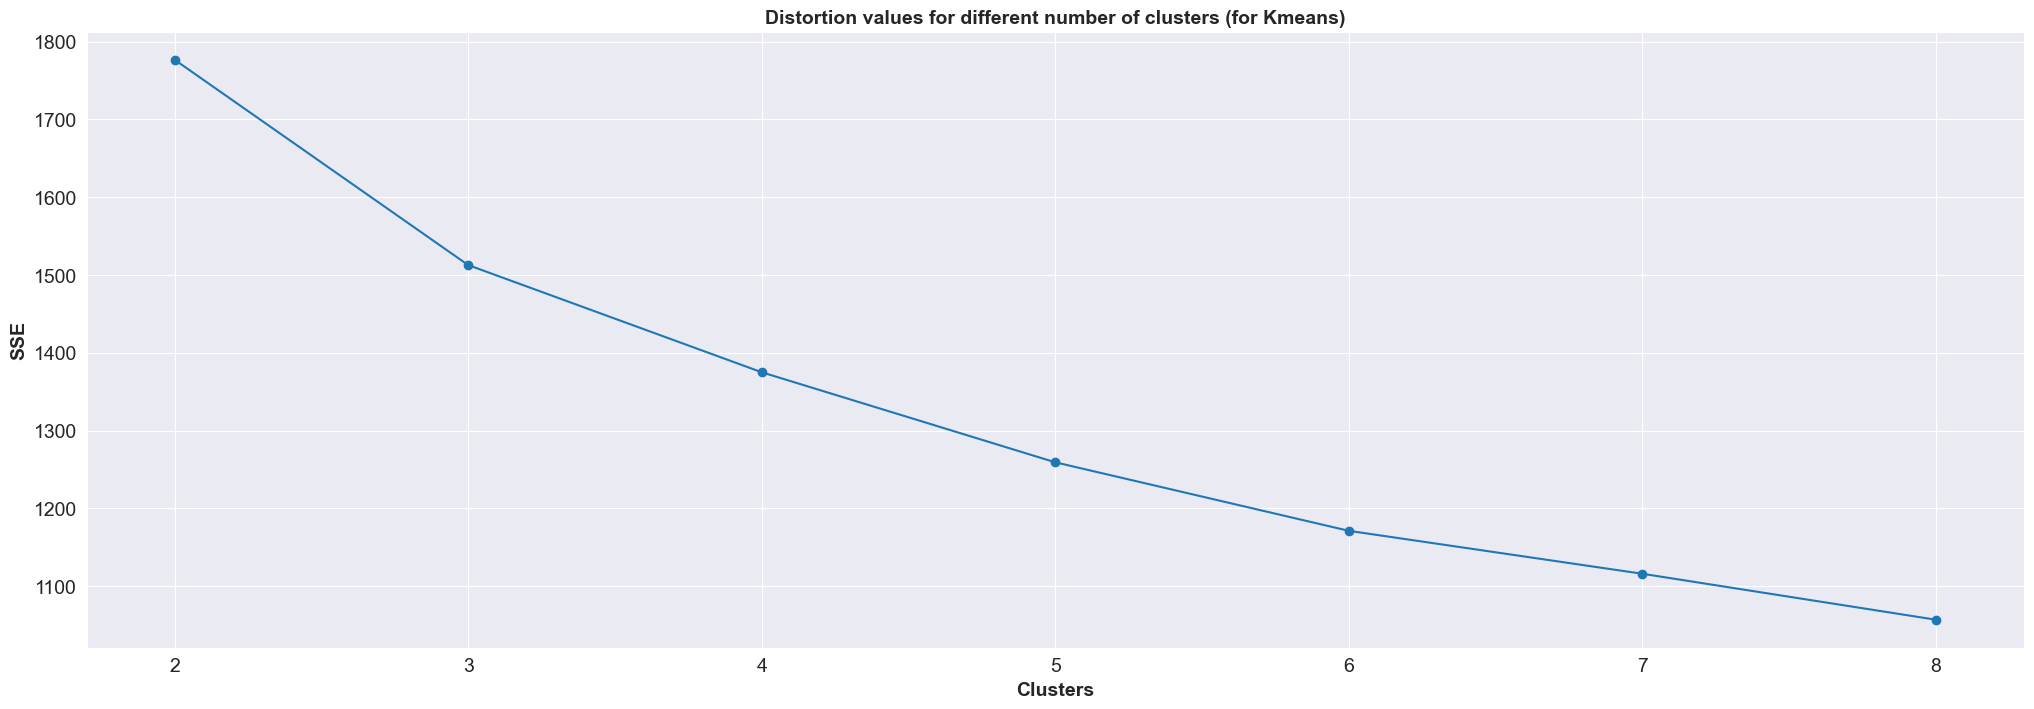 Distortion values for different number of clusters (for Kmeans)
1800
1700
1600
1500
1400
1300
1200
1100
SSE
2 3 4 5 6 7 8
Clusters